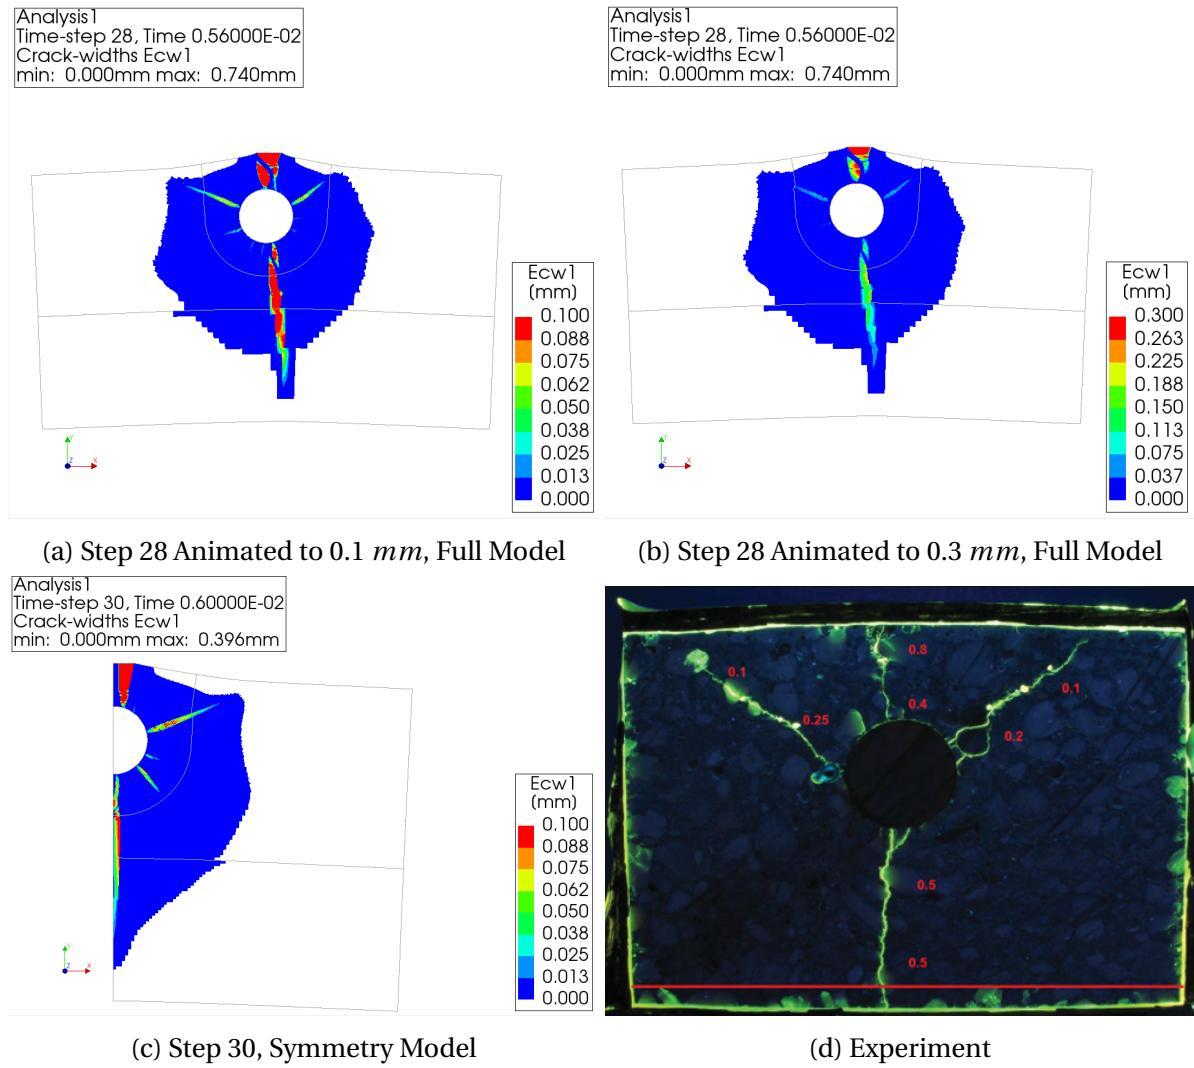 Analysis1
Time-step 28, Time 0.56000E-02
Crack-widths Ecw1
min: 0.000mm max: 0.740mm
Ecw1
(mm)
0.100
0.088
0.075
0.062
0.050
0.038
0.025
0.013
0.000
Y
Z
X
(a) Step 28 Animated to 0.1 mm, Full Model
Analysis1
Time-step 28, Time 0.56000E-02
Crack-widths Ecw1
min: 0.000mm max: 0.740mm
Ecw1
(mm)
0.300
0.263
0.225
0.188
0.150
0.113
0.075
0.037
0.000
Y
Z
X
(b) Step 28 Animated to 0.3 mm, Full Model
Analysis1
Time-step 30, Time 0.60000E-02
Crack-widths Ecw1
min: 0.000mm max: 0.396mm
Ecw1
(mm)
0.100
0.088
0.075
0.062
0.050
0.038
0.025
0.013
0.000
Y
Z
X
(c) Step 30, Symmetry Model
0.8
0.1
0.1
0.4
0.25
0.2
0.5
0.5
(d) Experiment